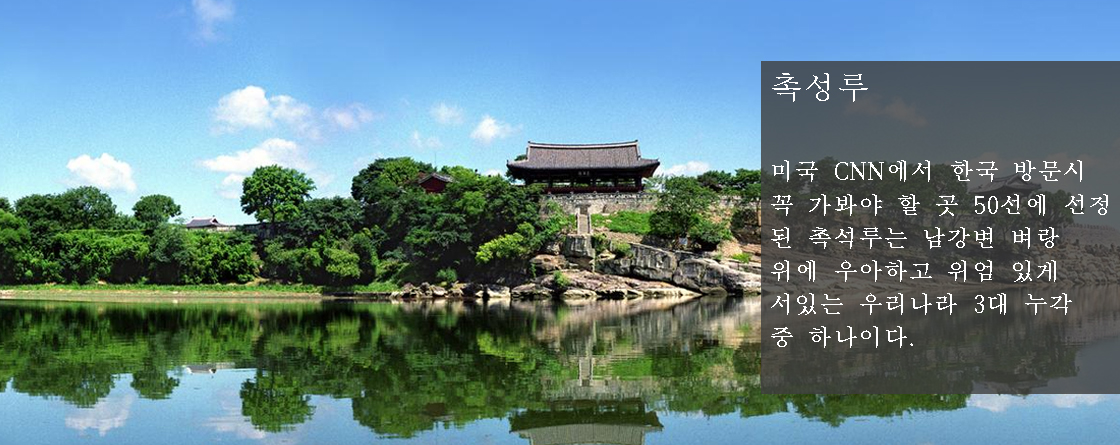 촉성루
미국 CNN에서 한국 방문시
꼭 가봐야 할 곳 50선에 선정
된 촉석루는 남강변 벼랑
위에 우아하고 위엄 있게
서있는 우리나라 3대 누각
중 하나이다.